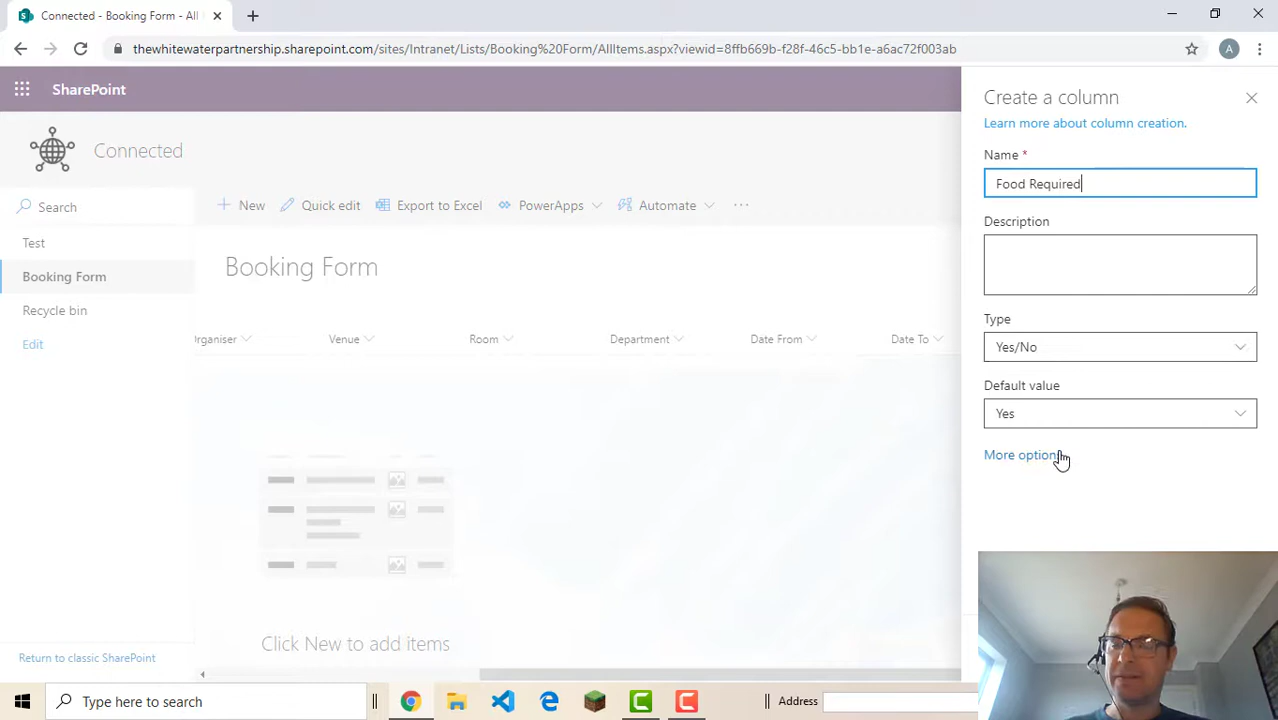 Connected - Booking Form - All
thewhitewaterpartnership.sharepoint.com/sites/Intranet/Lists/Booking%20Form/AllItems.aspx?viewid=8ffb669b-f28f-46c5-bb1e-a6ac72f003ab
A
SharePoint
Connected
Search
Test
Booking Form
Recycle bin
Edit
Return to classic SharePoint
New
Quick edit
Export to Excel
PowerApps
Automate
Booking Form
Organiser
Venue
Room
Department
Date From
Date To
Click New to add items
Create a column
Learn more about column creation.
Name *
Food Required
Description
Type
Yes/No
Default value
Yes
More options
Type here to search
Address